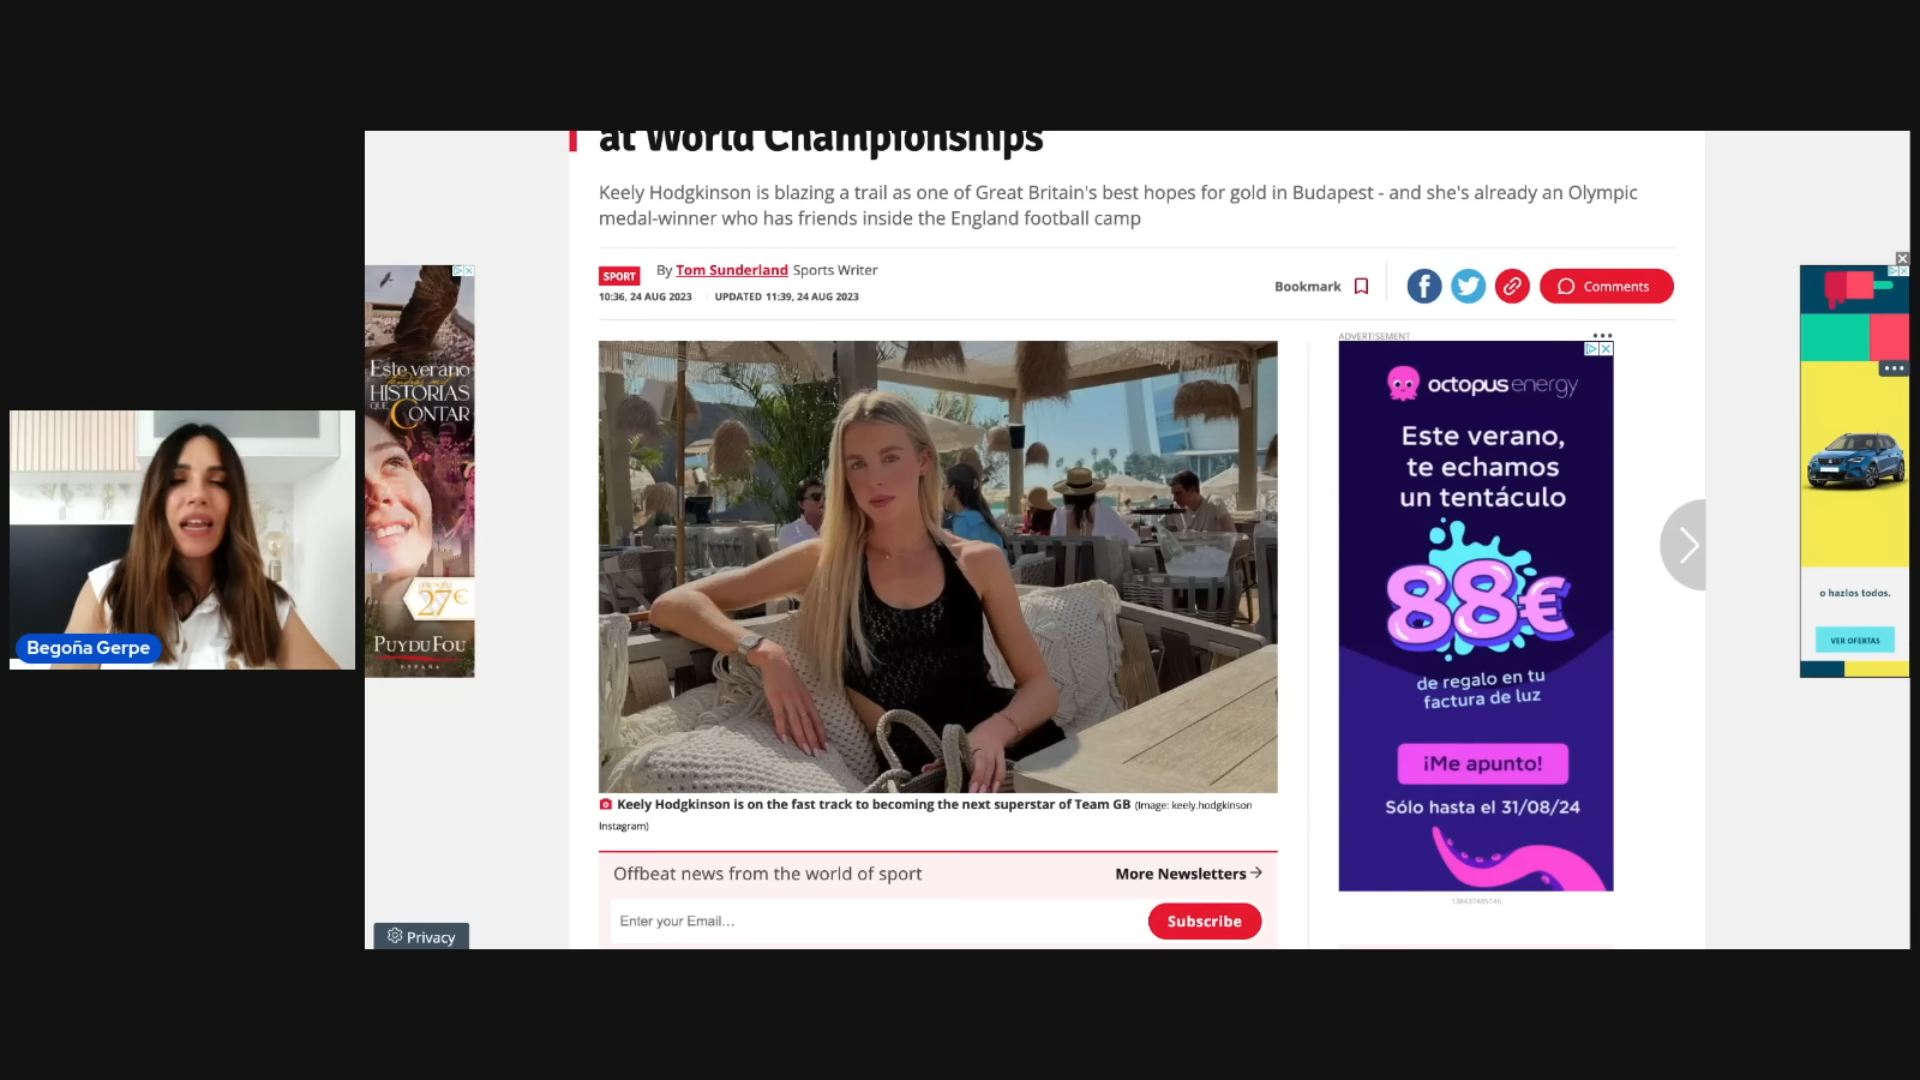 at World Championships
Keely Hodgkinson is blazing a trail as one of Great Britain's best hopes for gold in Budapest - and she's already an Olympic
medal-winner who has friends inside the England football camp
SPORT
By Tom Sunderland Sports Writer
10:36, 24 AUG 2023
UPDATED 11:39, 24 AUG 2023
Bookmark
Comments
Este verano
HISTORIAS
QUE CONTAR
27€
PUY DU FOU
ESPAÑA
Begoña Gerpe
ADVERTISEMENT
octopus energy
Este verano,
te echamos
un tentáculo
88€
de regalo en tu
factura de luz
¡Me apunto!
Sólo hasta el 31/08/24
o hazlos todos.
VER OFERTAS
Keely Hodgkinson is on the fast track to becoming the next superstar of Team GB (Image: keely.hodgkinson
Instagram)
Offbeat news from the world of sport
More Newsletters
Enter your Email...
Subscribe
Privacy